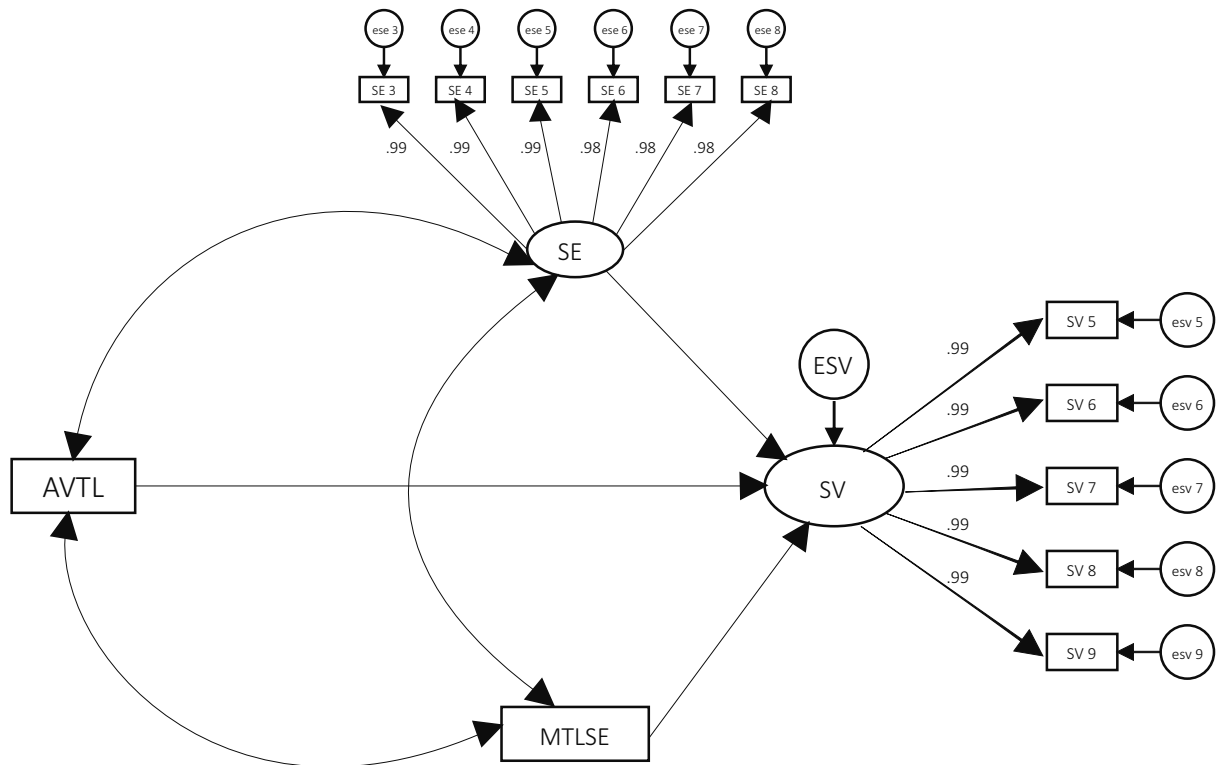 ese 3 ese 4 ese 5 ese 6 ese 7 ese 8
SE 3 SE 4 SE 5 SE 6 SE 7 SE 8
.99 .99 .99 .98 .98 .98
SE
SV 5 esv 5
.99
ESV
.99
SV 6 esv 6
AVTL
SV
.99
SV 7 esv 7
.99
SV 8 esv 8
.99
SV 9 esv 9
MTLSE